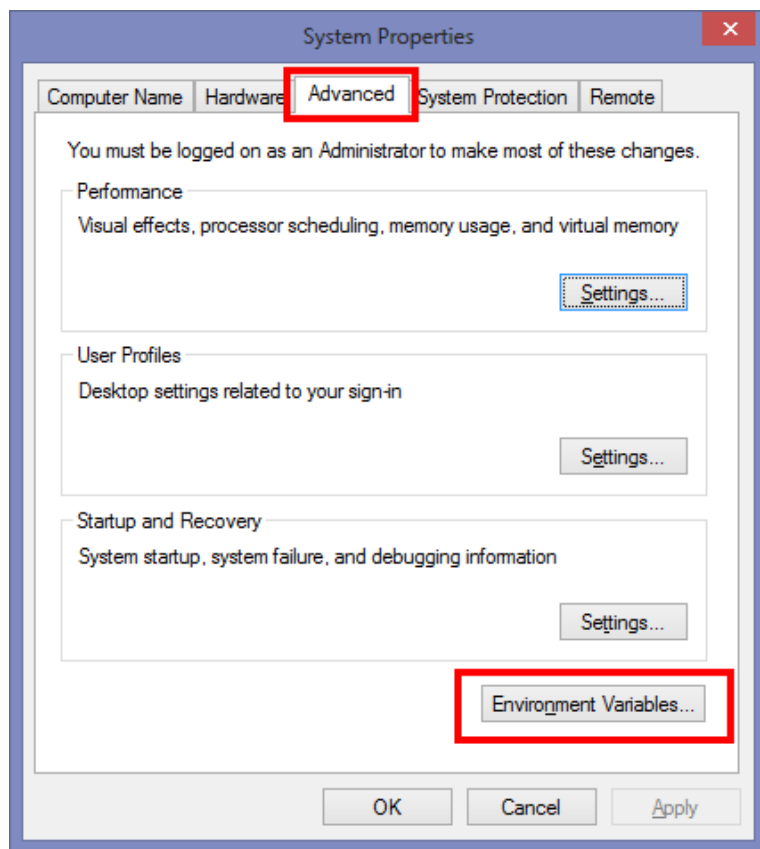 System Properties
Computer Name Hardware Advanced System Protection Remote
You must be logged on as an Administrator to make most of these changes.
Performance
Visual effects, processor scheduling, memory usage, and virtual memory
Settings...
User Profiles
Desktop settings related to your sign-in
Settings...
Startup and Recovery
System startup, system failure, and debugging information
Settings...
Environment Variables...
OK Cancel Apply